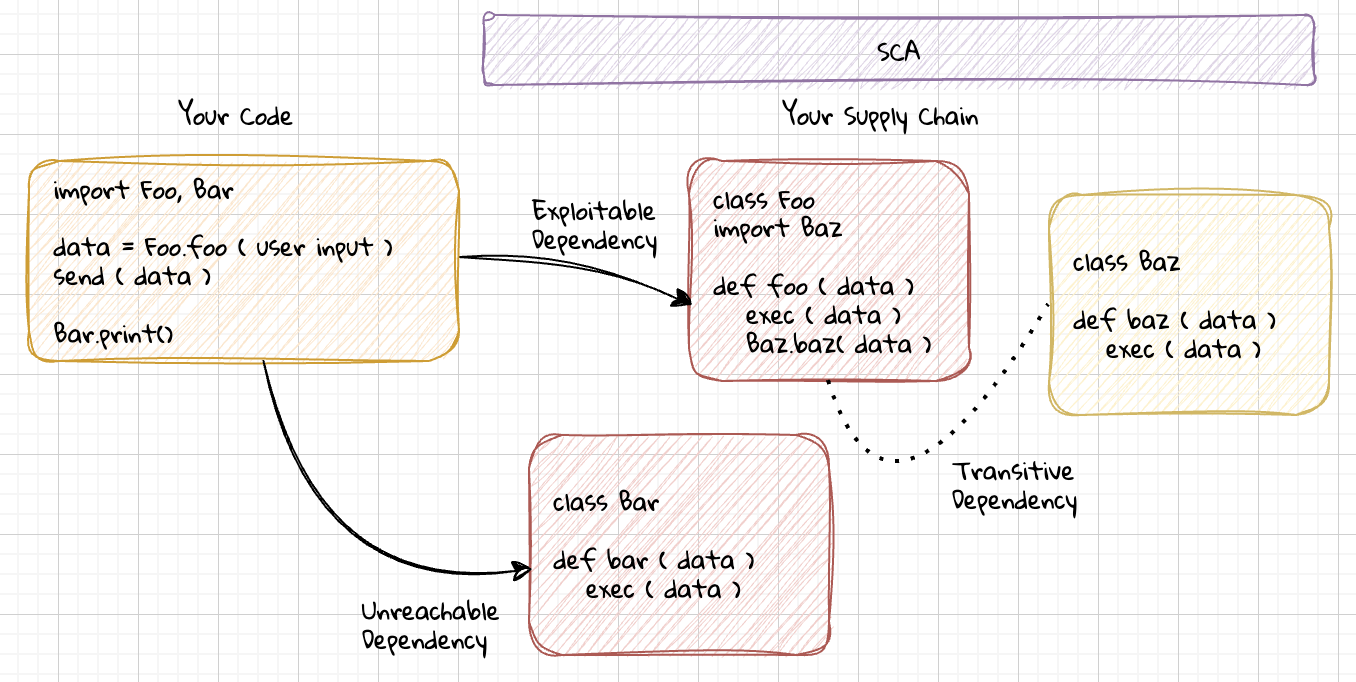 SCA
Your Code
Your Supply Chain
import Foo, Bar
data = Foo.foo ( user input )
send ( data )
Bar.print()
Exploitable
Dependency
class Foo
import Baz
def foo ( data )
exec ( data )
Baz.baz( data )
class Baz
def baz ( data )
exec ( data )
Transitive
Dependency
class Bar
def bar ( data )
exec ( data )
Unreachable
Dependency